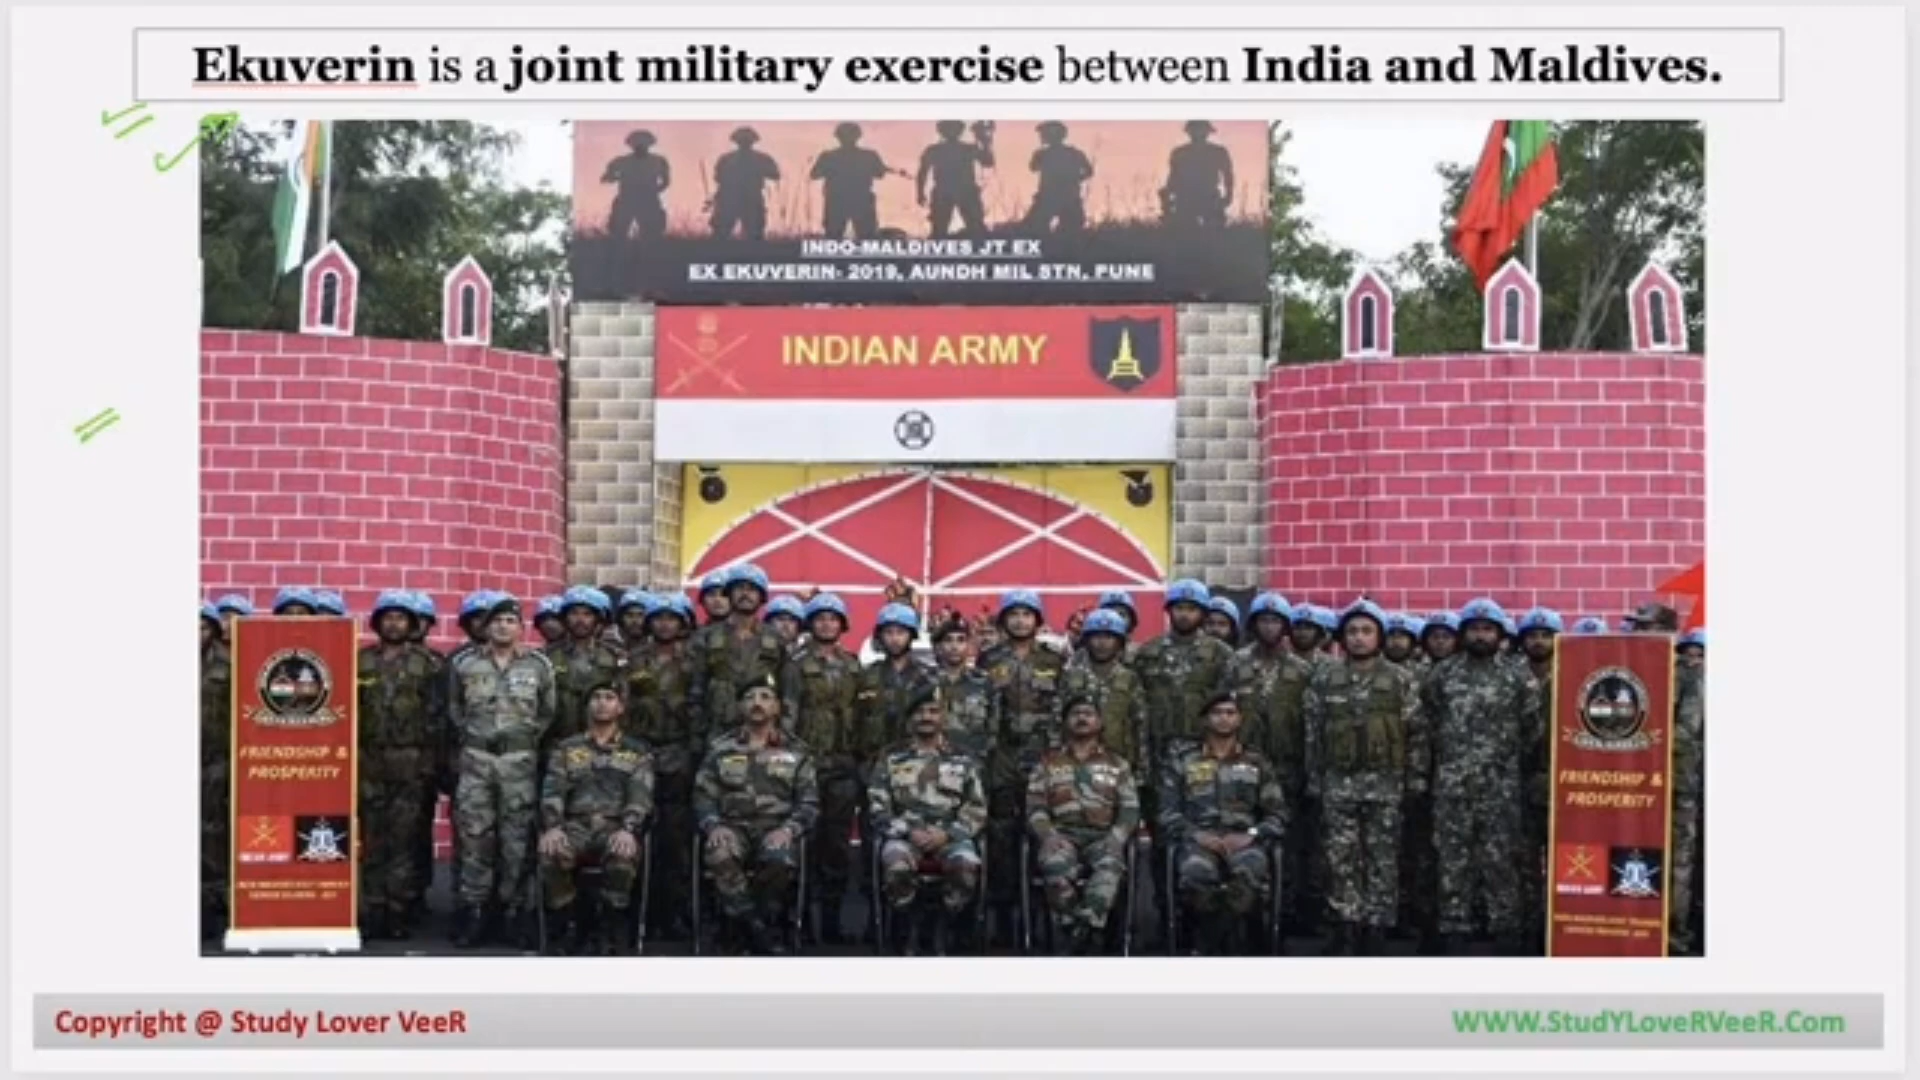 Ekuverin is a joint military exercise between India and Maldives.
INDO-MALDIVES JT EX
EX EKUVERIN- 2019, AUNDH MIL STN, PUNE
INDIAN ARMY
FRIENDSHIP &
PROSPERITY
FRIENDSHIP &
PROSPERITY
Copyright @ Study Lover VeeR
WWW.StudYLoveRVeeR.Com